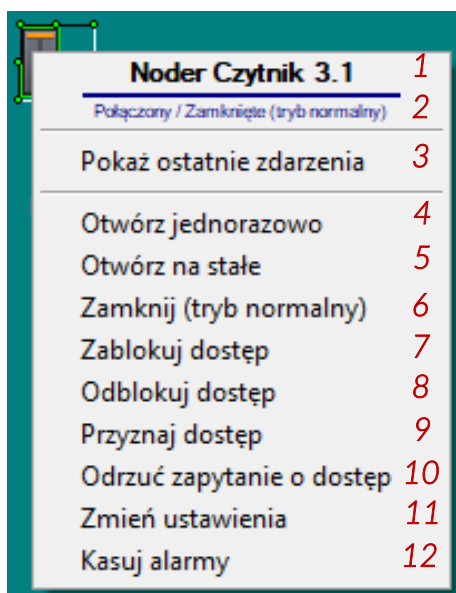 Noder Czytnik 3.1 1
Połączony / Zamknięte (tryb normalny) 2
Pokaż ostatnie zdarzenia 3
Otwórz jednorazowo 4
Otwórz na stałe 5
Zamknij (tryb normalny) 6
Zablokuj dostęp 7
Odblokuj dostęp 8
Przyznaj dostęp 9
Odrzuć zapytanie o dostęp 10
Zmień ustawienia 11
Kasuj alarmy 12